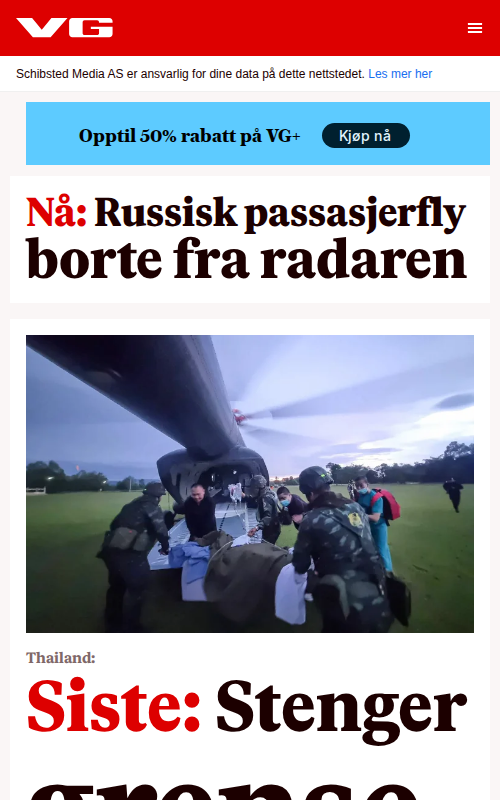 VG
Schibsted Media AS er ansvarlig for dine data på dette nettstedet. Les mer her
Opptil 50% rabatt på VG+ Kjøp nå
Nå: Russisk passasjerfly
borte fra radaren
Thailand:
Siste: Stenger